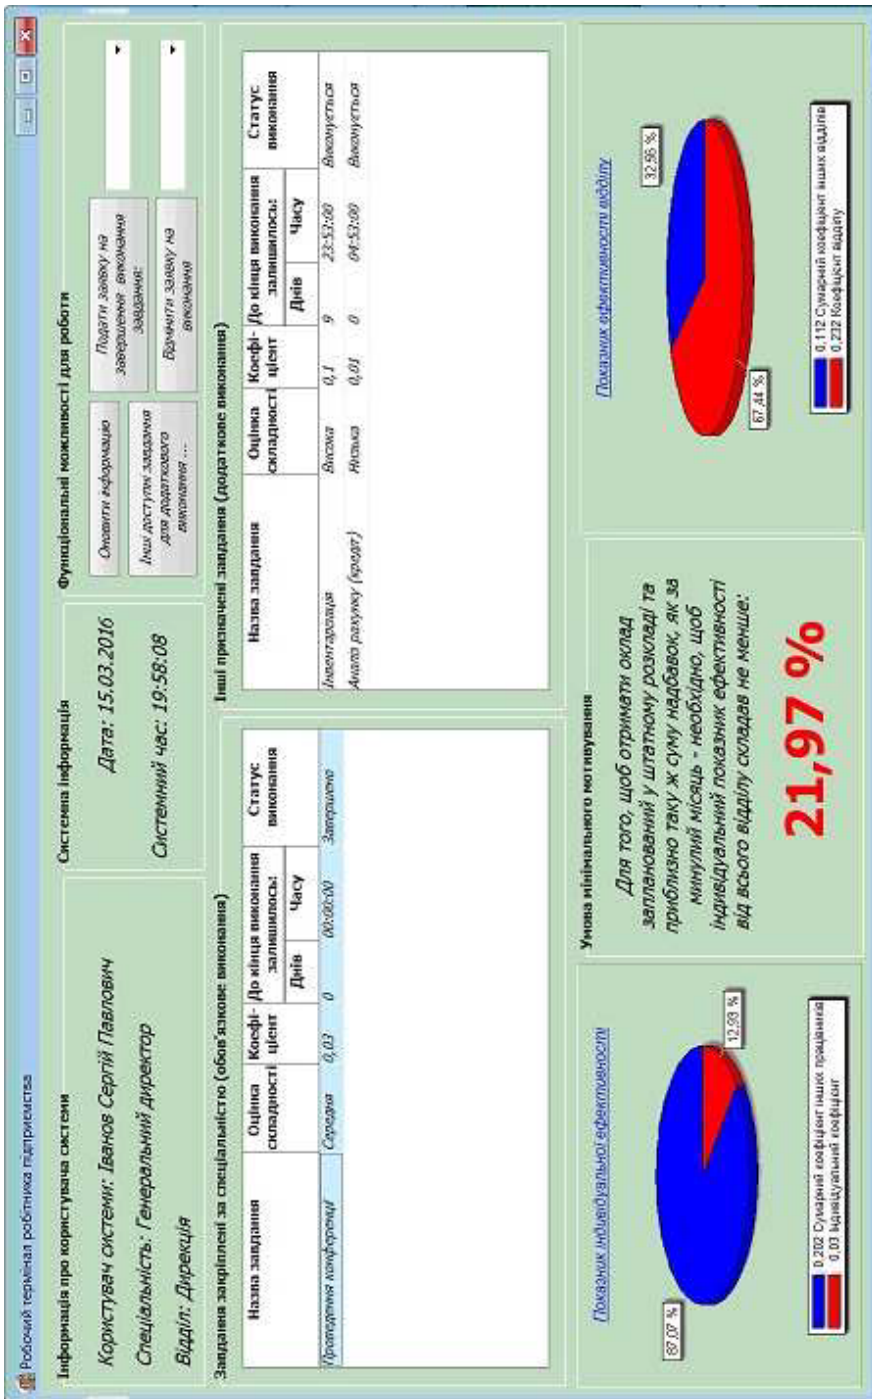 Робочий термінал робітника підприємства
Інформація про користувача системи
Користувач системи: Іванов Сергій Павлович
Спеціальність: Генеральний директор
Відділ: Дирекція
Системна інформація
Дата: 15.03.2016
Системний час: 19:58:08
Функціональні можливості для роботи
Оновити інформацію
Подати заявку на
завершення виконання
завдання:
Інші доступні завдання
для додаткового
виконання ...
Відмінити заявку на
виконання
Завдання закріплені за спеціальністю (обов'язкове виконання)
Назва завдання
Оцінка
складності
Коефі-
цієнт
До кінця виконання
залишилось:
Днів
Часу
Статус
виконання
Проведення конференції Середня 0,03 0 00:00:00 Завершено
Інші призначені завдання (додаткове виконання)
Назва завдання
Оцінка
складності
Коефі-
цієнт
До кінця виконання
залишилось:
Днів
Часу
Статус
виконання
Інвентаризація Висока 0,1 9 23:53:00 Виконується
Аналіз рахунку (кредит) Низька 0,01 0 04:53:00 Виконується
Показник індивідуальної ефективності
87,07 %
12,93 %
0,202 Сумарний коефіцієнт інших працівників
0,03 Індивідуальний коефіцієнт
Умова мінімального мотивування
Для того, щоб отримати оклад
запланований у штатному розкладі та
приблизно таку ж суму надбавок, як за
минулий місяць - необхідно, щоб
індивідуальний показник ефективності
від всього відділу складав не менше:
21,97 %
Показник ефективності відділу
32,56 %
67,44 %
0,112 Сумарний коефіцієнт інших відділів
0,232 Коефіцієнт відділу